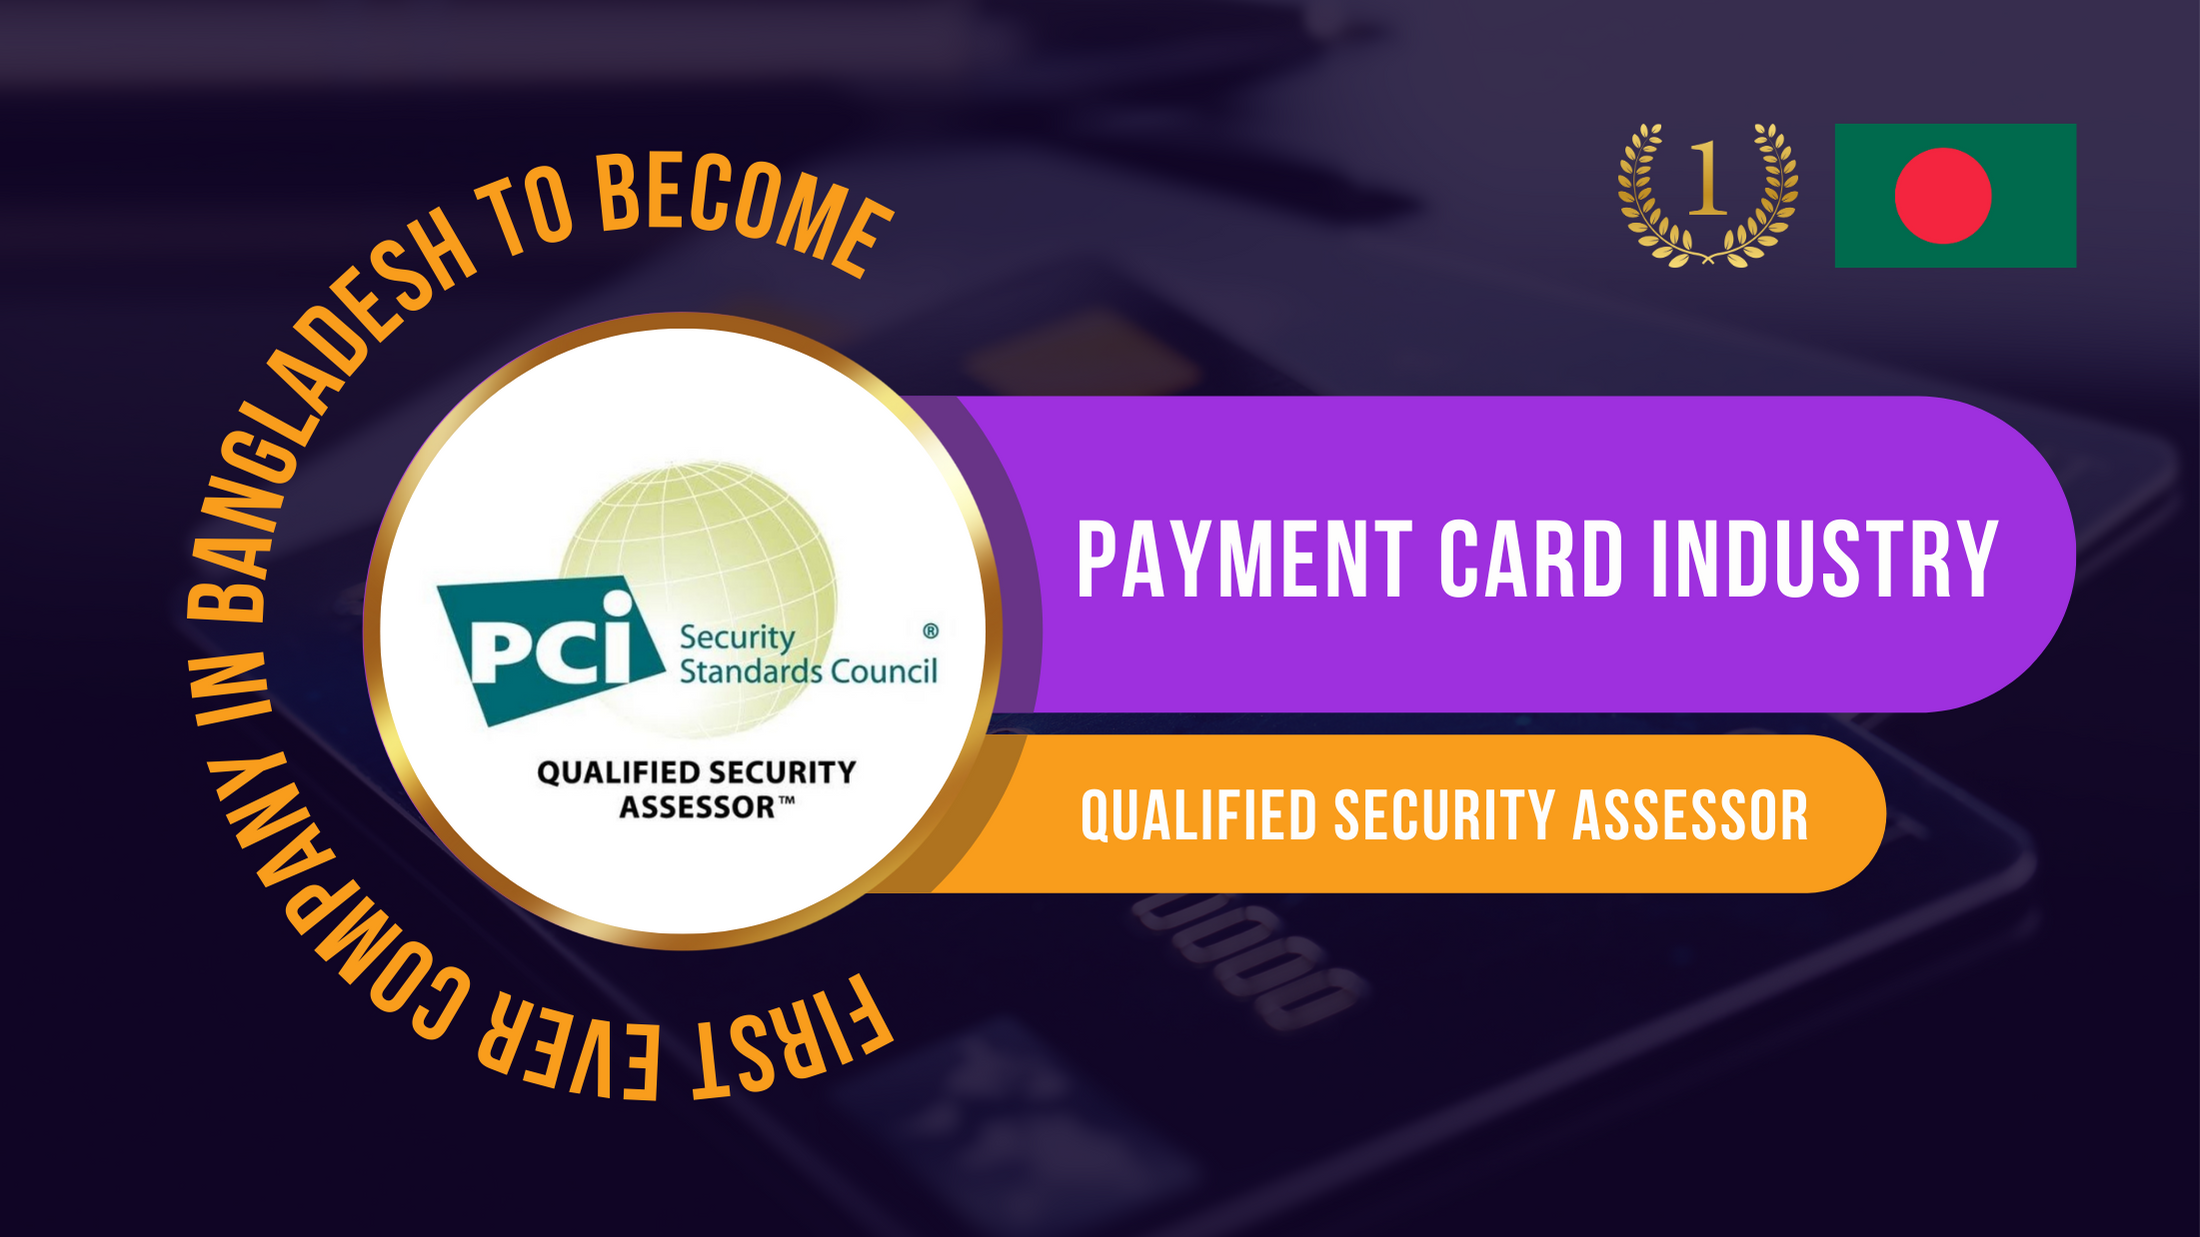 FIRST EVER COMPANY IN BANGLADESH TO BECOME
1
PCi
Security
Standards Council
®
QUALIFIED SECURITY
ASSESSOR™
PAYMENT CARD INDUSTRY
QUALIFIED SECURITY ASSESSOR
0000